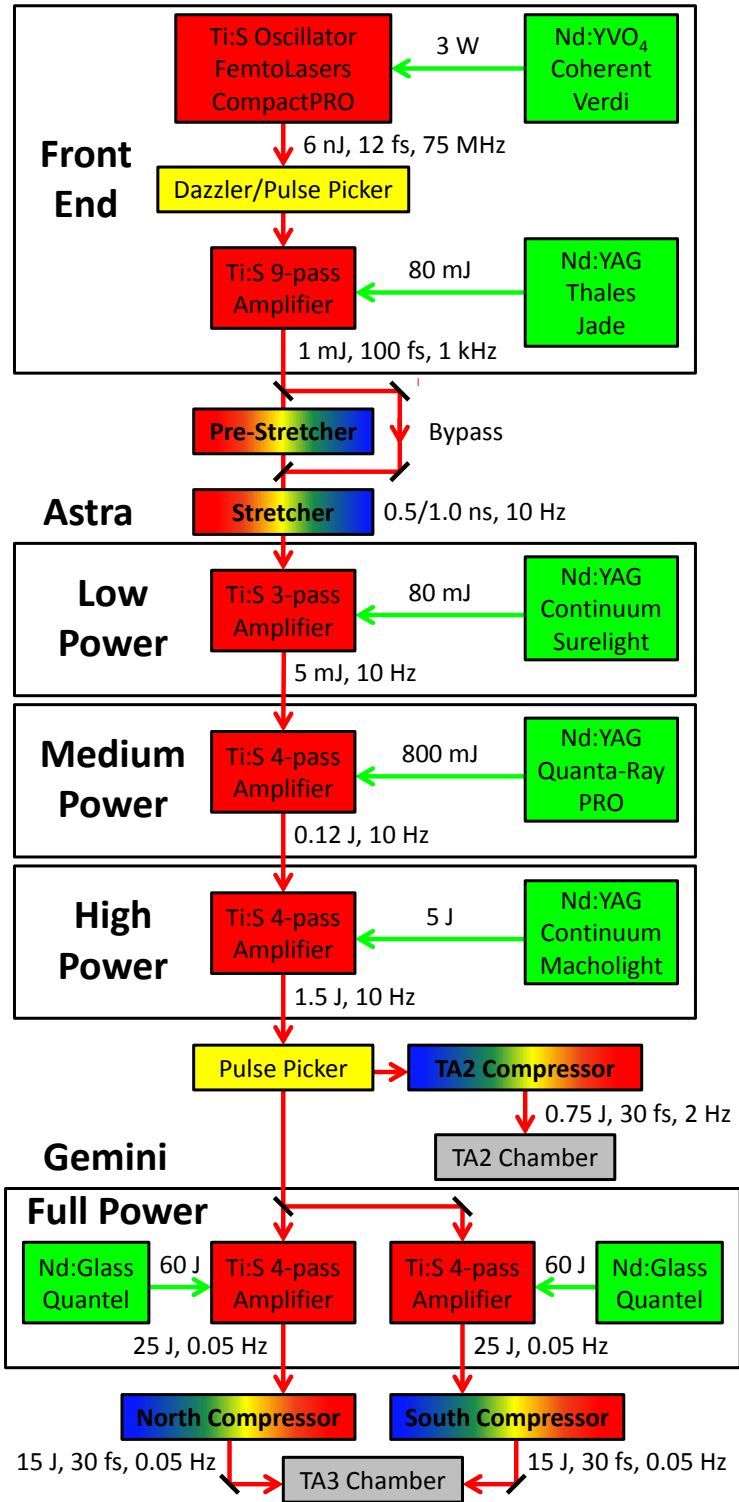 Ti:S Oscillator
FemtoLasers
CompactPRO
3 W
Nd:YVO₄
Coherent
Verdi
6 nJ, 12 fs, 75 MHz
Front
End
Dazzler/Pulse Picker
Ti:S 9-pass
Amplifier
80 mJ
Nd:YAG
Thales
Jade
1 mJ, 100 fs, 1 kHz
Pre-Stretcher
Bypass
Astra
Stretcher
0.5/1.0 ns, 10 Hz
Low
Power
Ti:S 3-pass
Amplifier
80 mJ
Nd:YAG
Continuum
Surelight
5 mJ, 10 Hz
Medium
Power
Ti:S 4-pass
Amplifier
800 mJ
Nd:YAG
Quanta-Ray
PRO
0.12 J, 10 Hz
High
Power
Ti:S 4-pass
Amplifier
5 J
Nd:YAG
Continuum
Macholight
1.5 J, 10 Hz
Pulse Picker
TA2 Compressor
0.75 J, 30 fs, 2 Hz
TA2 Chamber
Gemini
Full Power
Nd:Glass
Quantel
60 J
Ti:S 4-pass
Amplifier
Ti:S 4-pass
Amplifier
60 J
Nd:Glass
Quantel
25 J, 0.05 Hz
25 J, 0.05 Hz
North Compressor
South Compressor
15 J, 30 fs, 0.05 Hz
TA3 Chamber
15 J, 30 fs, 0.05 Hz